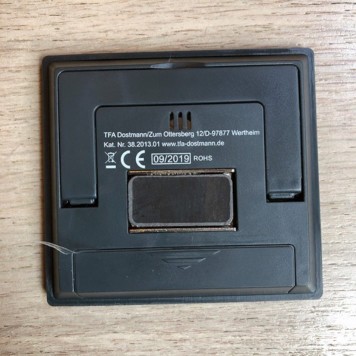 TFA Dostmann/Zum Ottersberg 12/D-97877 Wertheim
Kat. Nr. 38.2013.01 www.tfa-dostmann.de
CE 09/2019 ROHS